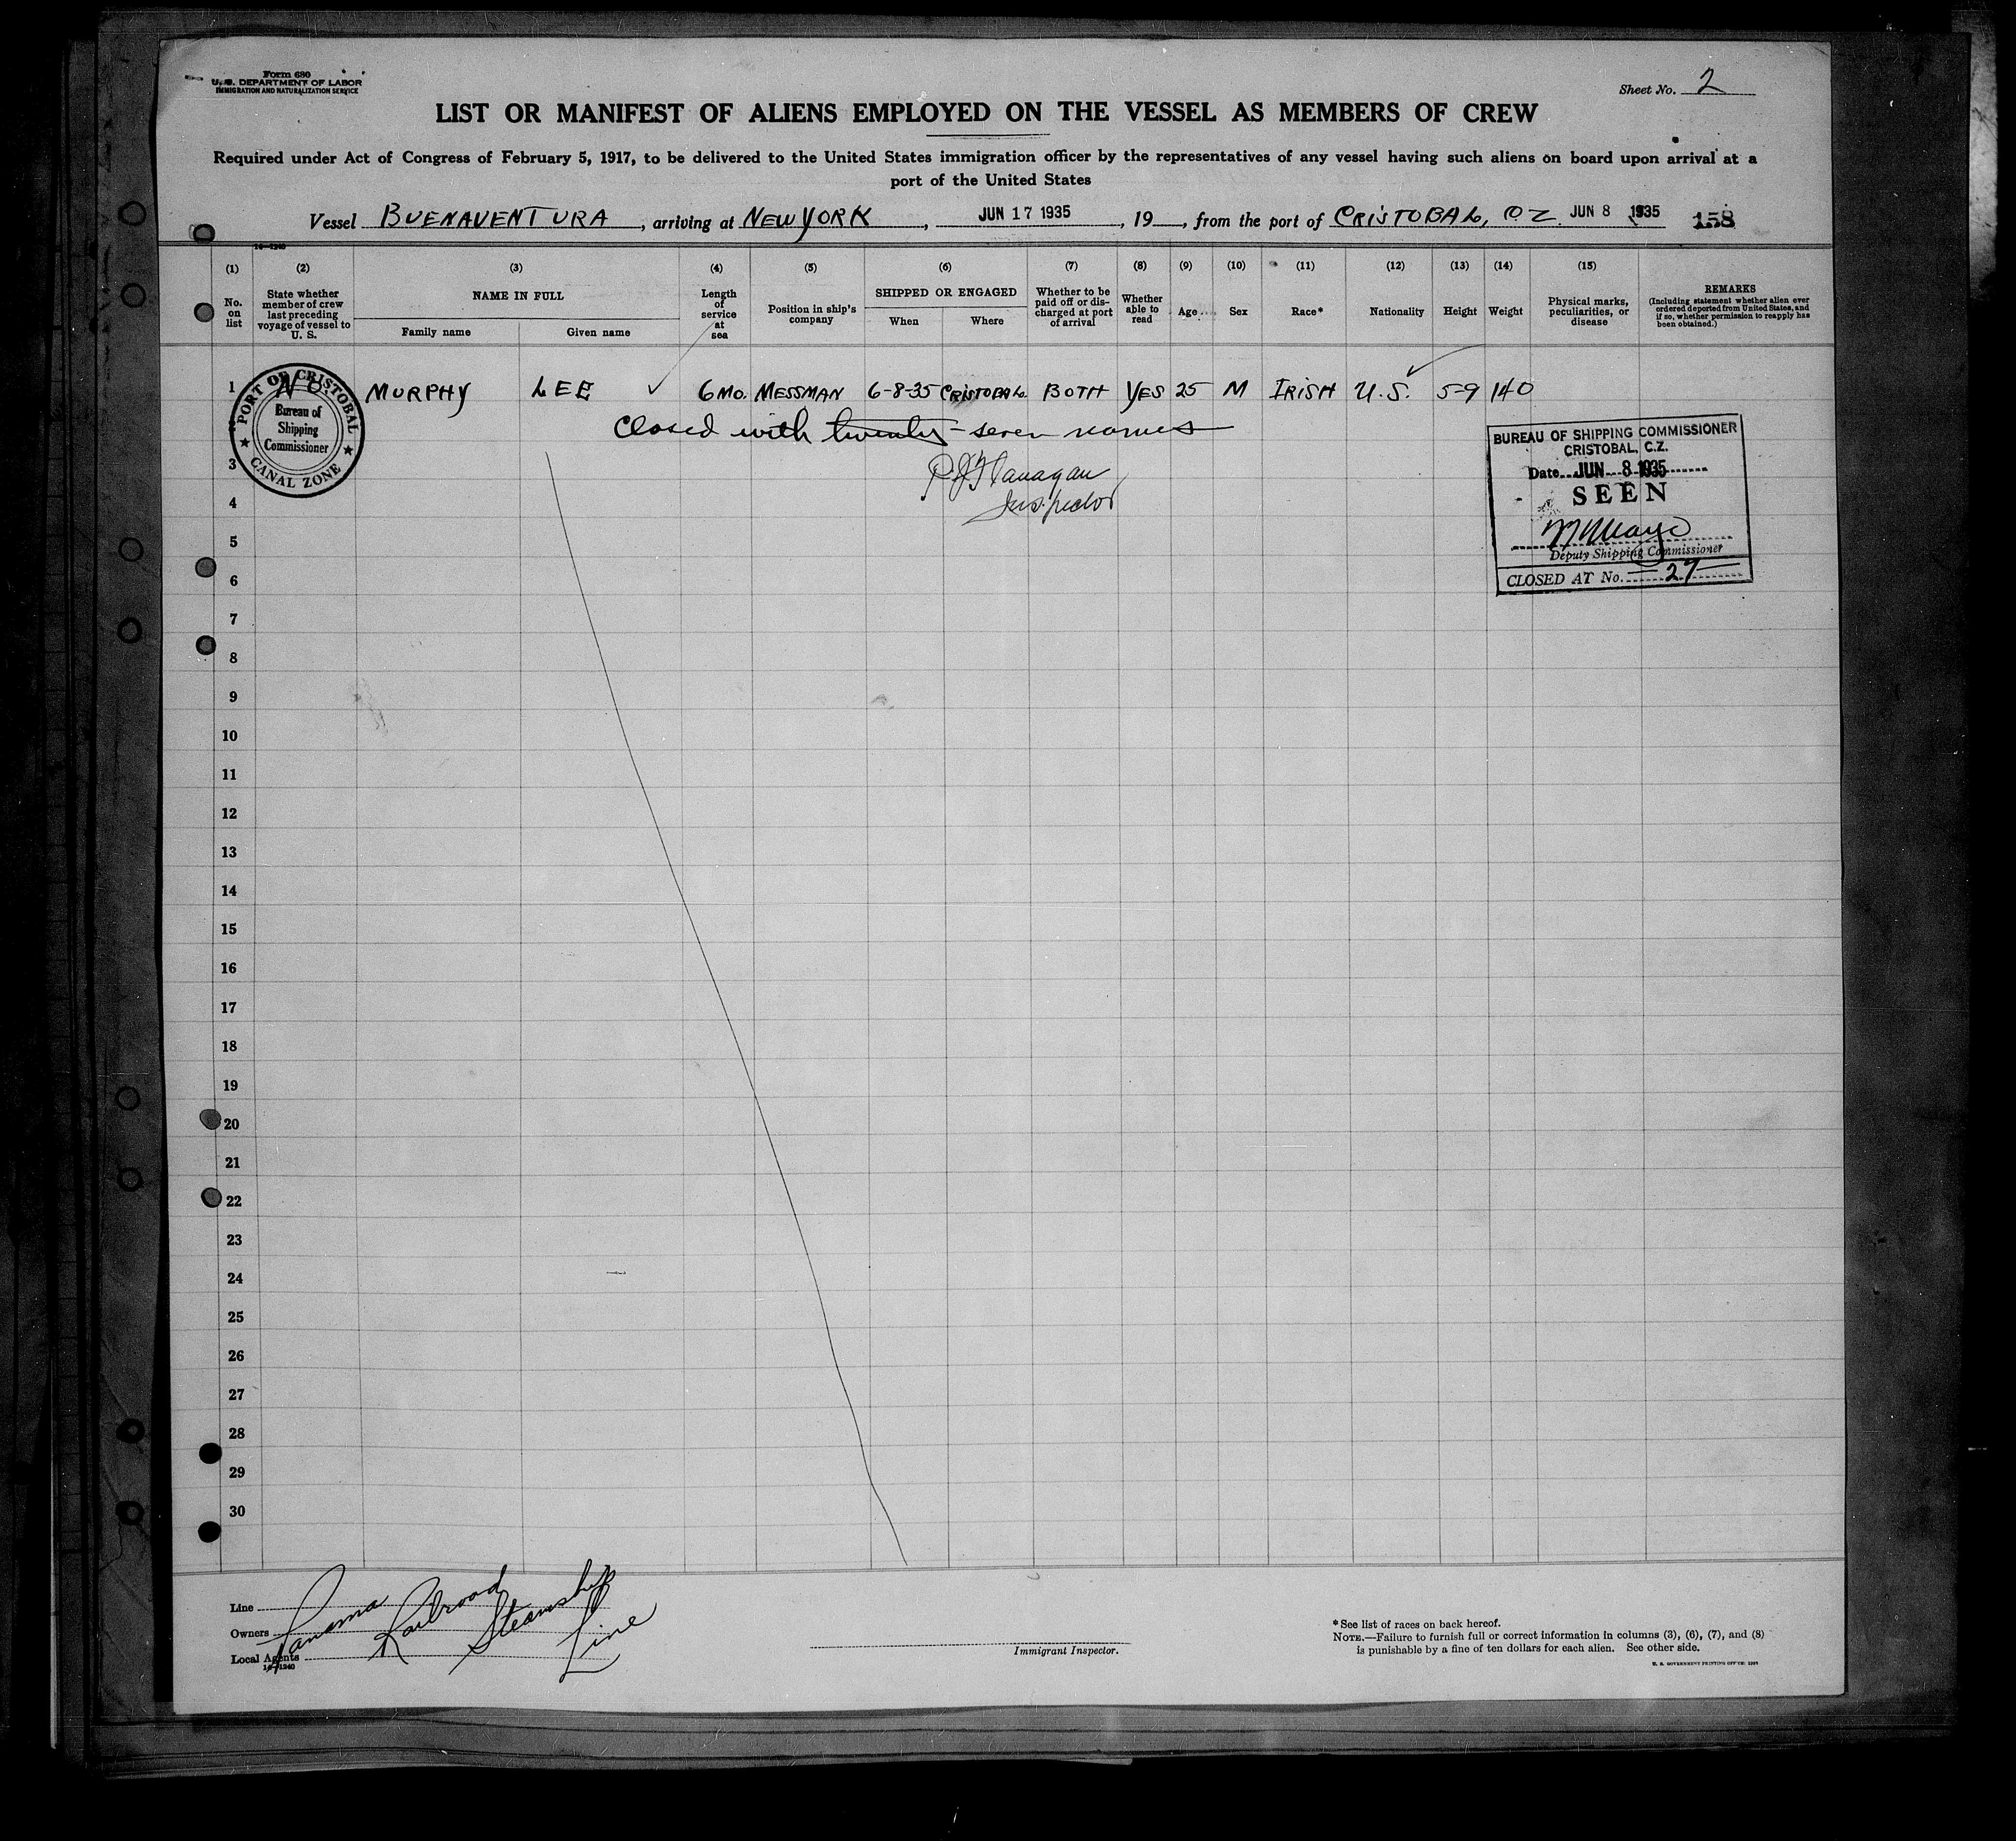 Form 680
U. S. DEPARTMENT OF LABOR
IMMIGRATION AND NATURALIZATION SERVICE
Sheet No. 2
LIST OR MANIFEST OF ALIENS EMPLOYED ON THE VESSEL AS MEMBERS OF CREW
Required under Act of Congress of February 5, 1917, to be delivered to the United States immigration officer by the representatives of any vessel having such aliens on board upon arrival at a
port of the United States
Vessel BUENAVENTURA, arriving at NEW YORK, JUN 17 1935, 19, from the port of CRISTOBAL, CZ. JUN 8 1935 158
14-1240
(1) (2) (3) (4) (5) (6) (7) (8) (9) (10) (11) (12) (13) (14) (15)
No. on list
State whether member of crew last preceding voyage of vessel to U. S.
NAME IN FULL
Family name
Given name
Length of service at sea
Position in ship's company
SHIPPED OR ENGAGED
When
Where
Whether to be paid off or discharged at port of arrival
Whether able to read
Age
Sex
Race*
Nationality
Height
Weight
Physical marks, peculiarities, or disease
REMARKS
(Including statement whether alien ever ordered deported from United States, and if so, whether permission to reapply has been obtained.)
1 NO MURPHY LEE ✓ 6 MO. MESSMAN 6-8-35 CRISTOBAL BOTH YES 25 M IRISH U.S. 5-9 140
PORT OF CRISTOBAL
Bureau of
Shipping
Commissioner
CANAL ZONE
Closed with twenty-seven names
P J Flanagan
Inspector
BUREAU OF SHIPPING COMMISSIONER
CRISTOBAL, C.Z.
Date JUN 8 1935
SEEN
Deputy Shipping Commissioner
CLOSED AT No. 27
3
4
5
6
7
8
9
10
11
12
13
14
15
16
17
18
19
20
21
22
23
24
25
26
27
28
29
30
Line
Owners
Local Agents
Panama Railroad Steamship Line
14-1240
Immigrant Inspector.
* See list of races on back hereof.
NOTE.—Failure to furnish full or correct information in columns (3), (6), (7), and (8)
is punishable by a fine of ten dollars for each alien. See other side.